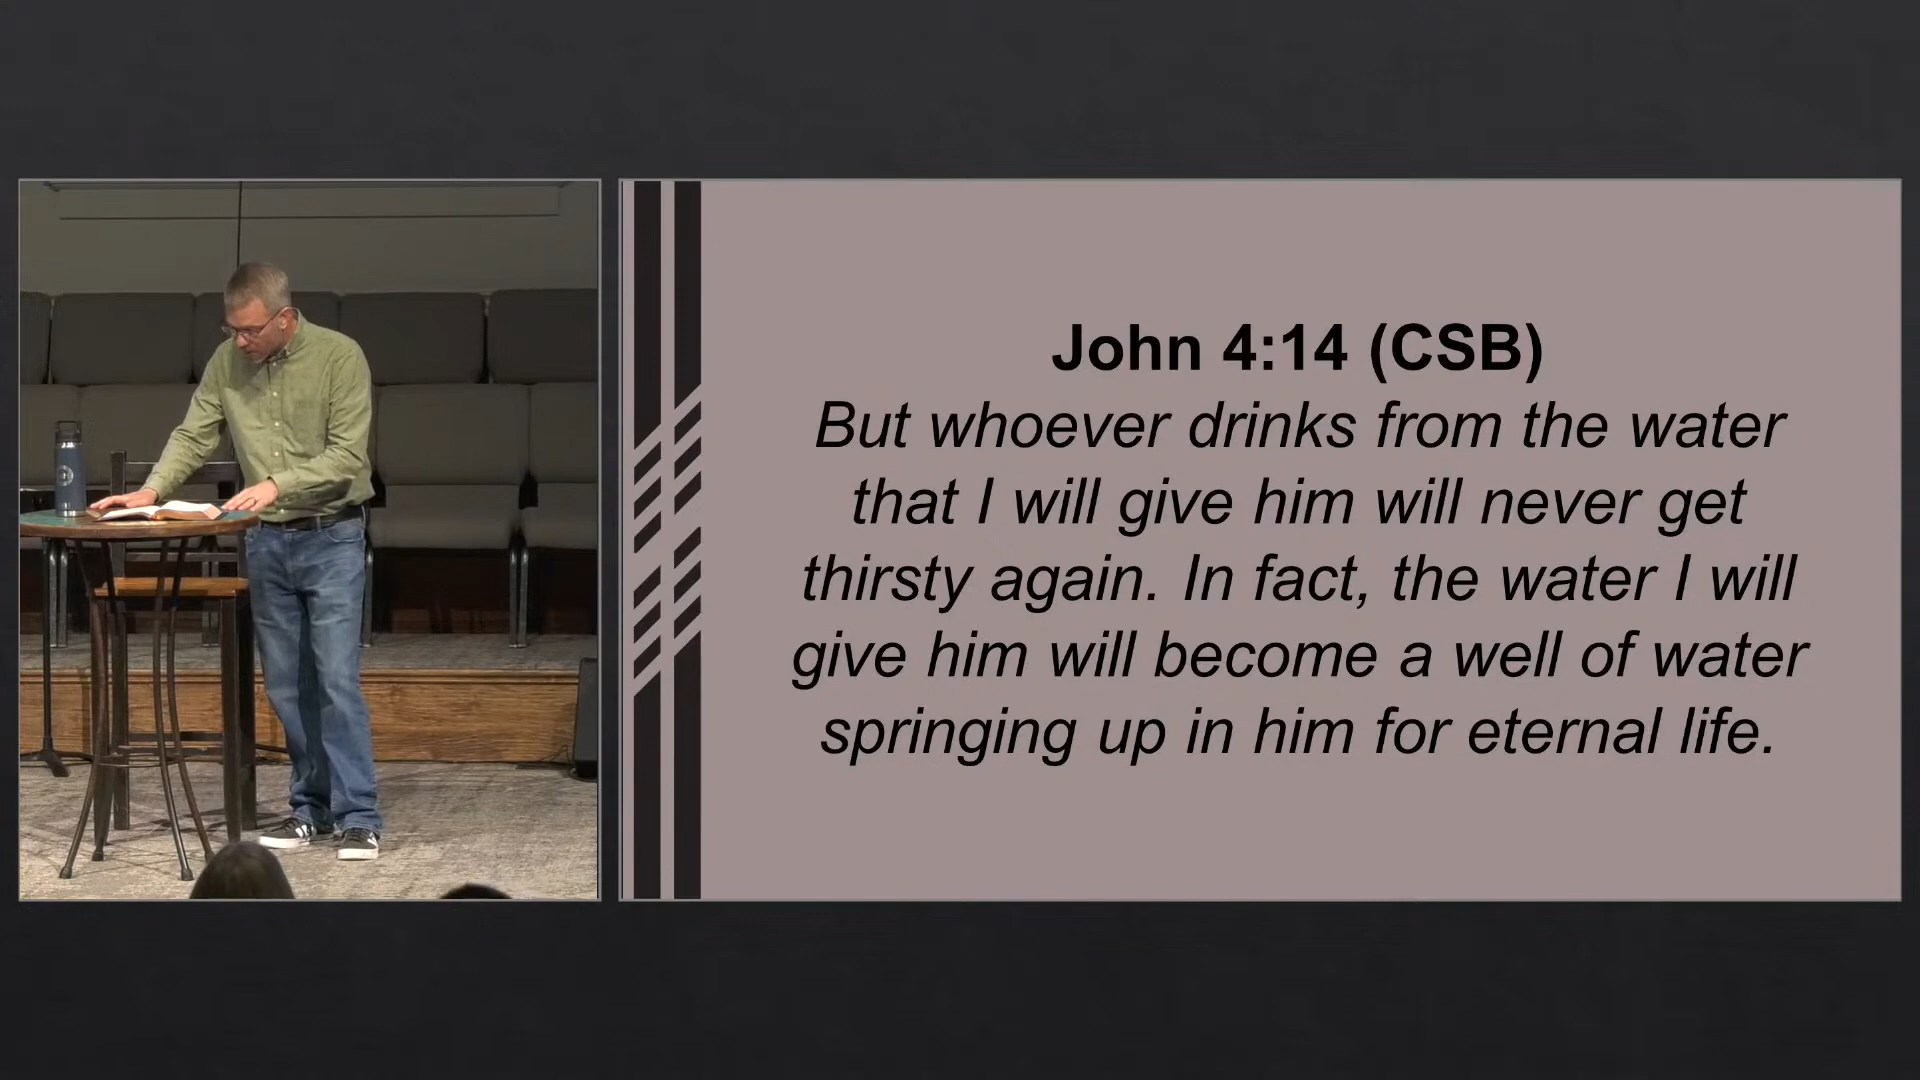 John 4:14 (CSB)
But whoever drinks from the water
that I will give him will never get
thirsty again. In fact, the water I will
give him will become a well of water
springing up in him for eternal life.